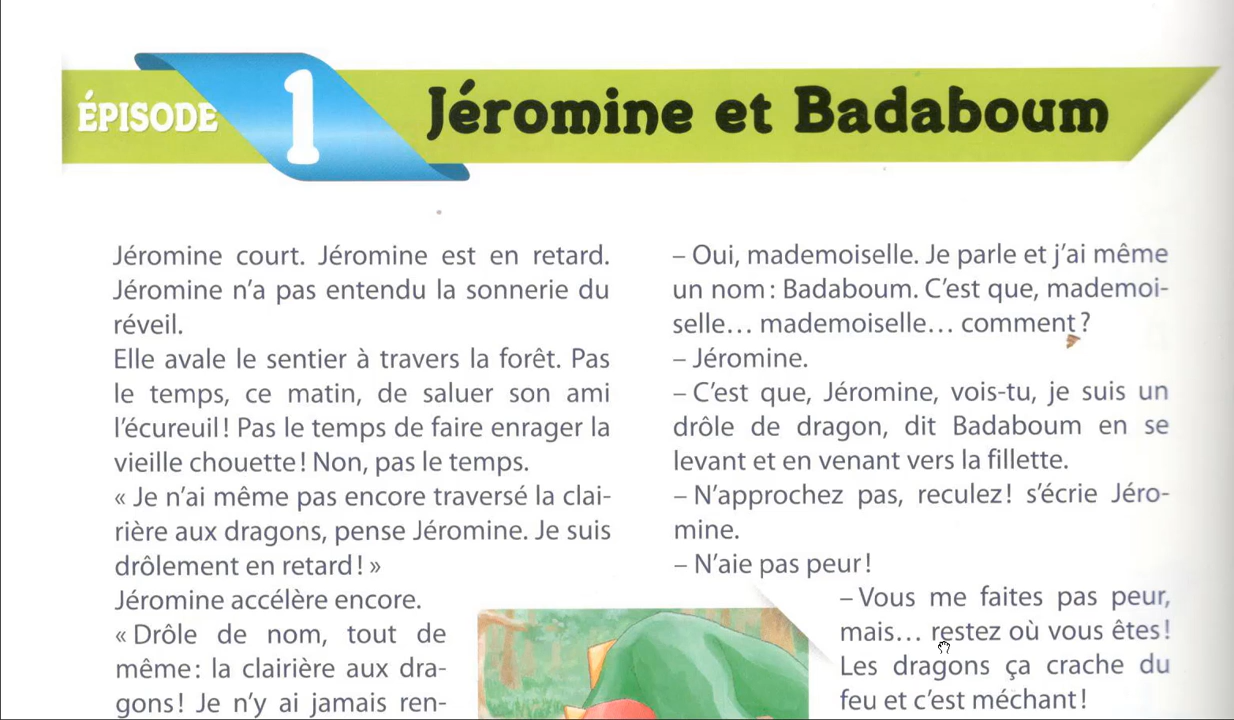 ÉPISODE 1 Jéromine et Badaboum
Jéromine court. Jéromine est en retard.
Jéromine n'a pas entendu la sonnerie du
réveil.
Elle avale le sentier à travers la forêt. Pas
le temps, ce matin, de saluer son ami
l'écureuil! Pas le temps de faire enrager la
vieille chouette! Non, pas le temps.
« Je n'ai même pas encore traversé la clai-
rière aux dragons, pense Jéromine. Je suis
drôlement en retard! »
Jéromine accélère encore.
« Drôle de nom, tout de
même: la clairière aux dra-
gons! Je n'y ai jamais ren-
– Oui, mademoiselle. Je parle et j'ai même
un nom: Badaboum. C'est que, mademoi-
selle… mademoiselle… comment?
– Jéromine.
– C'est que, Jéromine, vois-tu, je suis un
drôle de dragon, dit Badaboum en se
levant et en venant vers la fillette.
– N'approchez pas, reculez! s'écrie Jéro-
mine.
– N'aie pas peur!
– Vous me faites pas peur,
mais… restez où vous êtes!
Les dragons ça crache du
feu et c'est méchant!